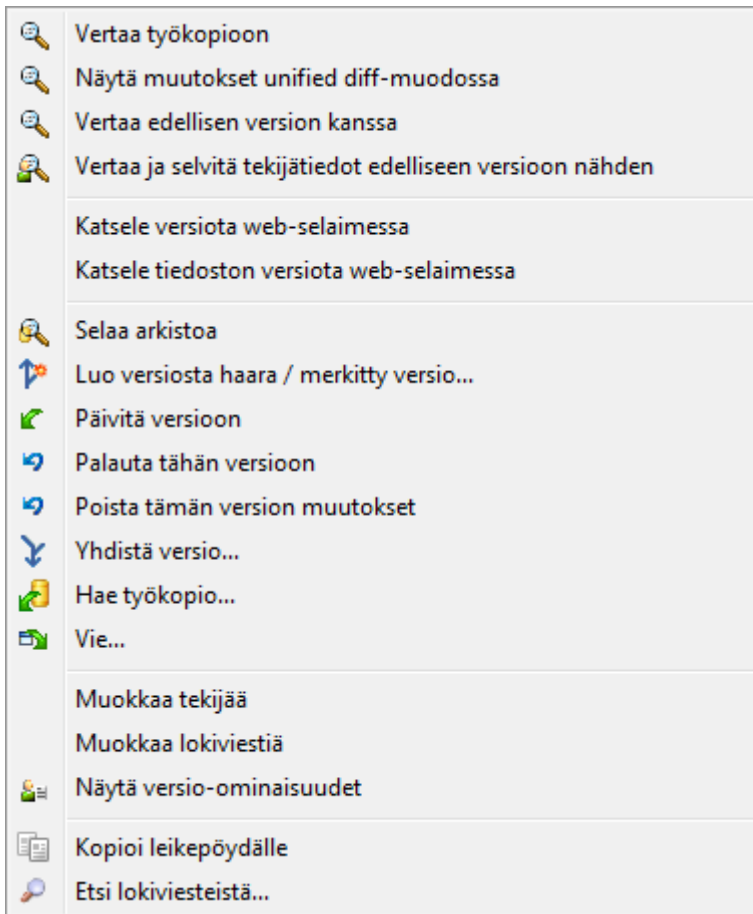 Vertaa työkopioon
Näytä muutokset unified diff-muodossa
Vertaa edellisen version kanssa
Vertaa ja selvitä tekijätiedot edelliseen versioon nähden
Katsele versiota web-selaimessa
Katsele tiedoston versiota web-selaimessa
Selaa arkistoa
Luo versiosta haara / merkitty versio...
Päivitä versioon
Palauta tähän versioon
Poista tämän version muutokset
Yhdistä versio...
Hae työkopio...
Vie...
Muokkaa tekijää
Muokkaa lokiviestiä
Näytä versio-ominaisuudet
Kopioi leikepöydälle
Etsi lokiviesteistä...